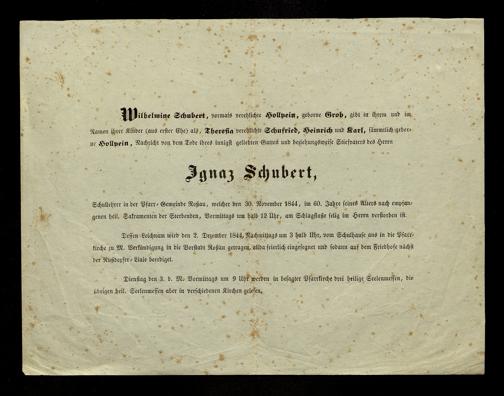 Wilhelmine Schubert, vormals verehlichte Hollpein, geborne Grob, gibt in ihrem und im
Namen ihrer Kinder (aus erster Ehe) als, Theresia verehlichte Schufried, Heinrich und Karl, sämmtlich gebor-
ne Hollpein, Nachricht von dem Tode ihres innigst geliebten Gatten und beziehungsweise Stiefvaters des Herrn
Ignaz Schubert,
Schullehrer in der Pfarr-Gemeinde Roßau, welcher den 30. November 1844, im 60. Jahre seines Alters nach empfan-
genen heil. Sakramenten der Sterbenden, Vormittags um halb 12 Uhr, am Schlagfluße selig im Herrn verstorben ist.
Dessen Leichnam wird den 2. Dezember 1844, Nachmittags um 3 halb Uhr, vom Schulhause aus in die Pfarr-
kirche zu M. Verkündigung in die Vorstadt Roßau getragen, allda feierlich eingesegnet und sodann auf dem Friedhofe nächst
der Nußdorfer-Linie beerdiget.
Dienstag den 3. d. M. Vormittags um 9 Uhr werden in besagter Pfarrkirche drei heilige Seelenmessen, die
übrigen heil. Seelenmessen aber in verschiedenen Kirchen gelesen.